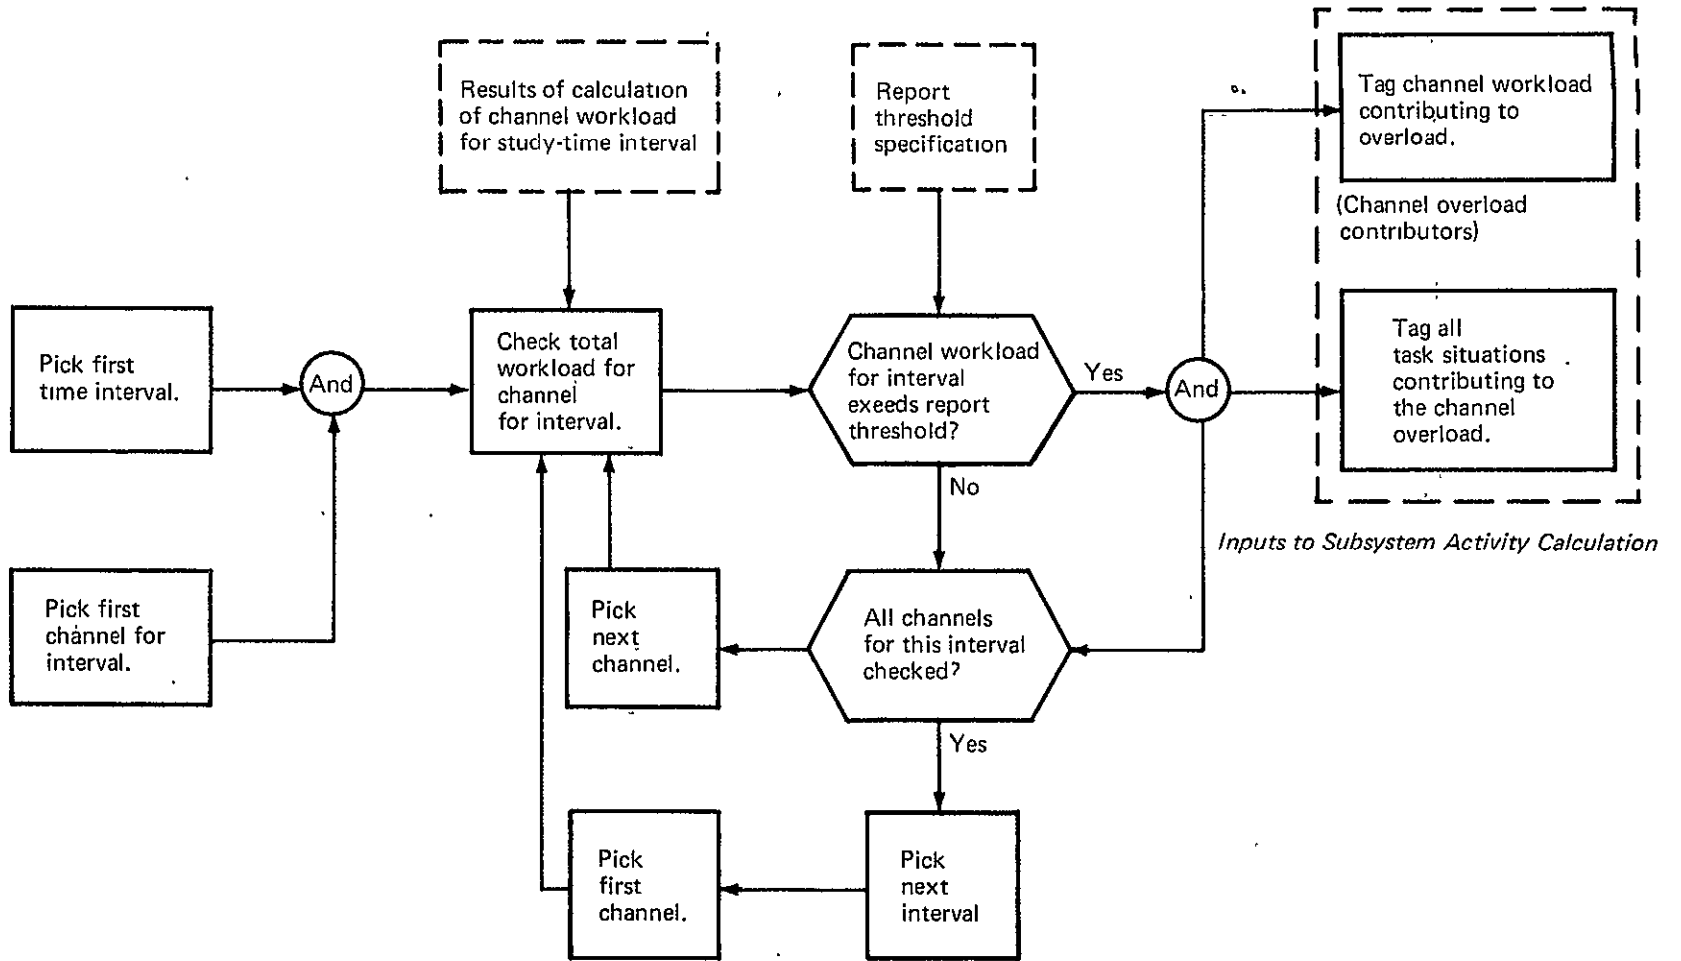 Results of calculation
of channel workload
for study-time interval
Report
threshold
specification
Tag channel workload
contributing to
overload.
(Channel overload
contributors)
Pick first
time interval.
And
Check total
workload for
channel
for interval.
Channel workload
for interval
exeeds report
threshold?
Yes
And
Tag all
task situations
contributing to
the channel
overload.
No
Inputs to Subsystem Activity Calculation
Pick first
channel for
interval.
Pick
next
channel.
All channels
for this interval
checked?
Yes
Pick
first
channel.
Pick
next
interval